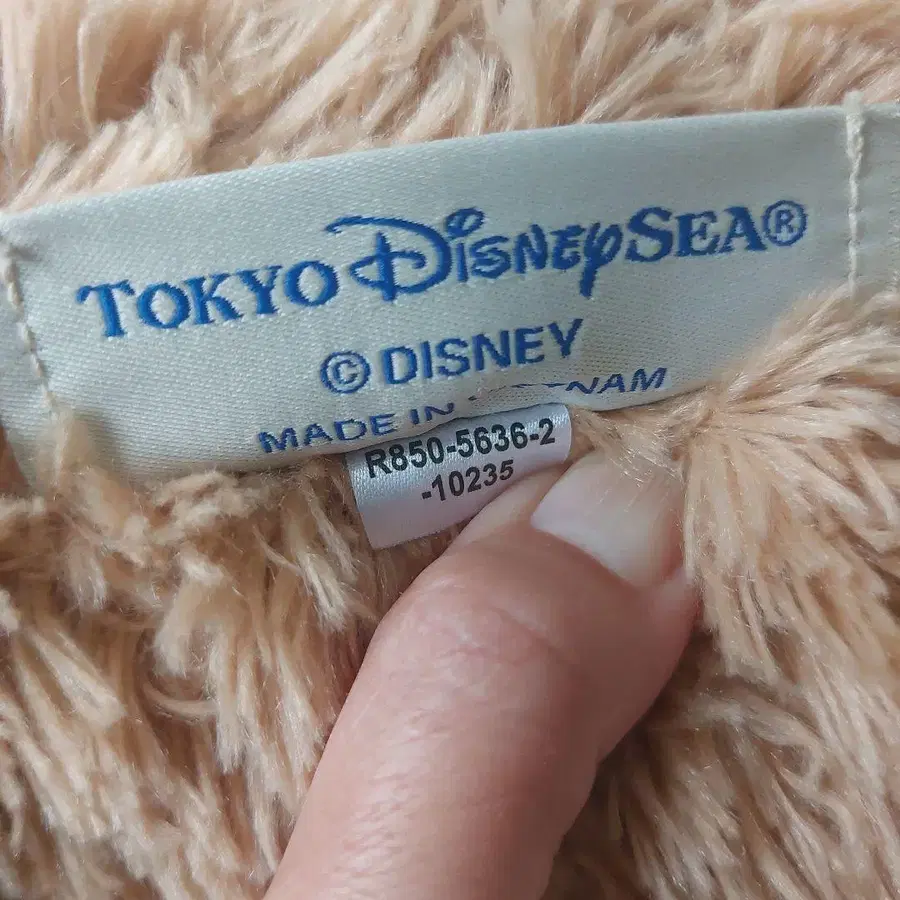 TOKYO DISNEYSEA®
© DISNEY
MADE IN
R850-5636-2
-10235